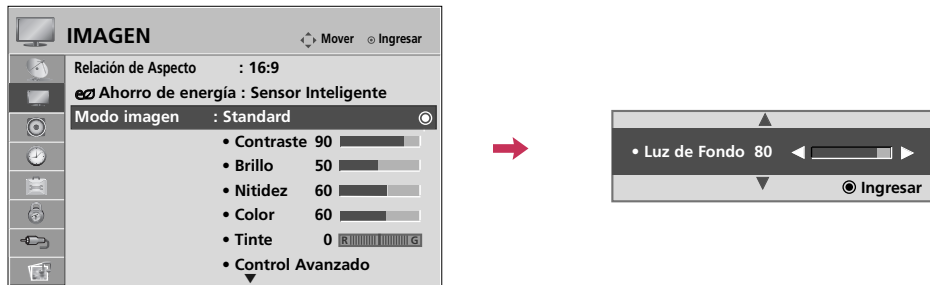 IMAGEN
Mover
Ingresar
Relación de Aspecto : 16:9
Ahorro de energía : Sensor Inteligente
Modo imagen : Standard
• Contraste 90
• Brillo 50
• Nitidez 60
• Color 60
• Tinte 0 R G
• Control Avanzado
• Luz de Fondo 80
Ingresar